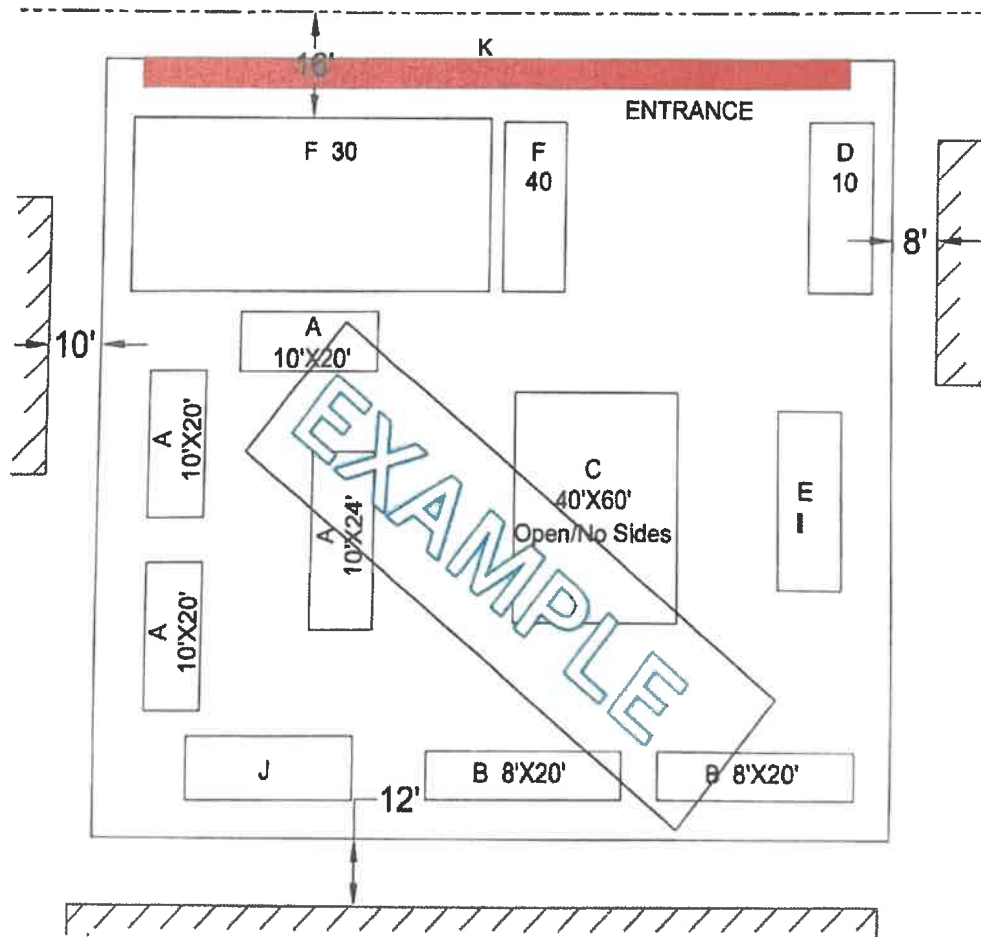 K
16'
ENTRANCE
F 30
F
40
D
10
8'
10'
A
10'X20'
A
10'X20'
EXAMPLE
C
40'X60'
Open/No Sides
E
A
10'X24'
A
10'X20'
J
B 8'X20'
B 8'X20'
12'